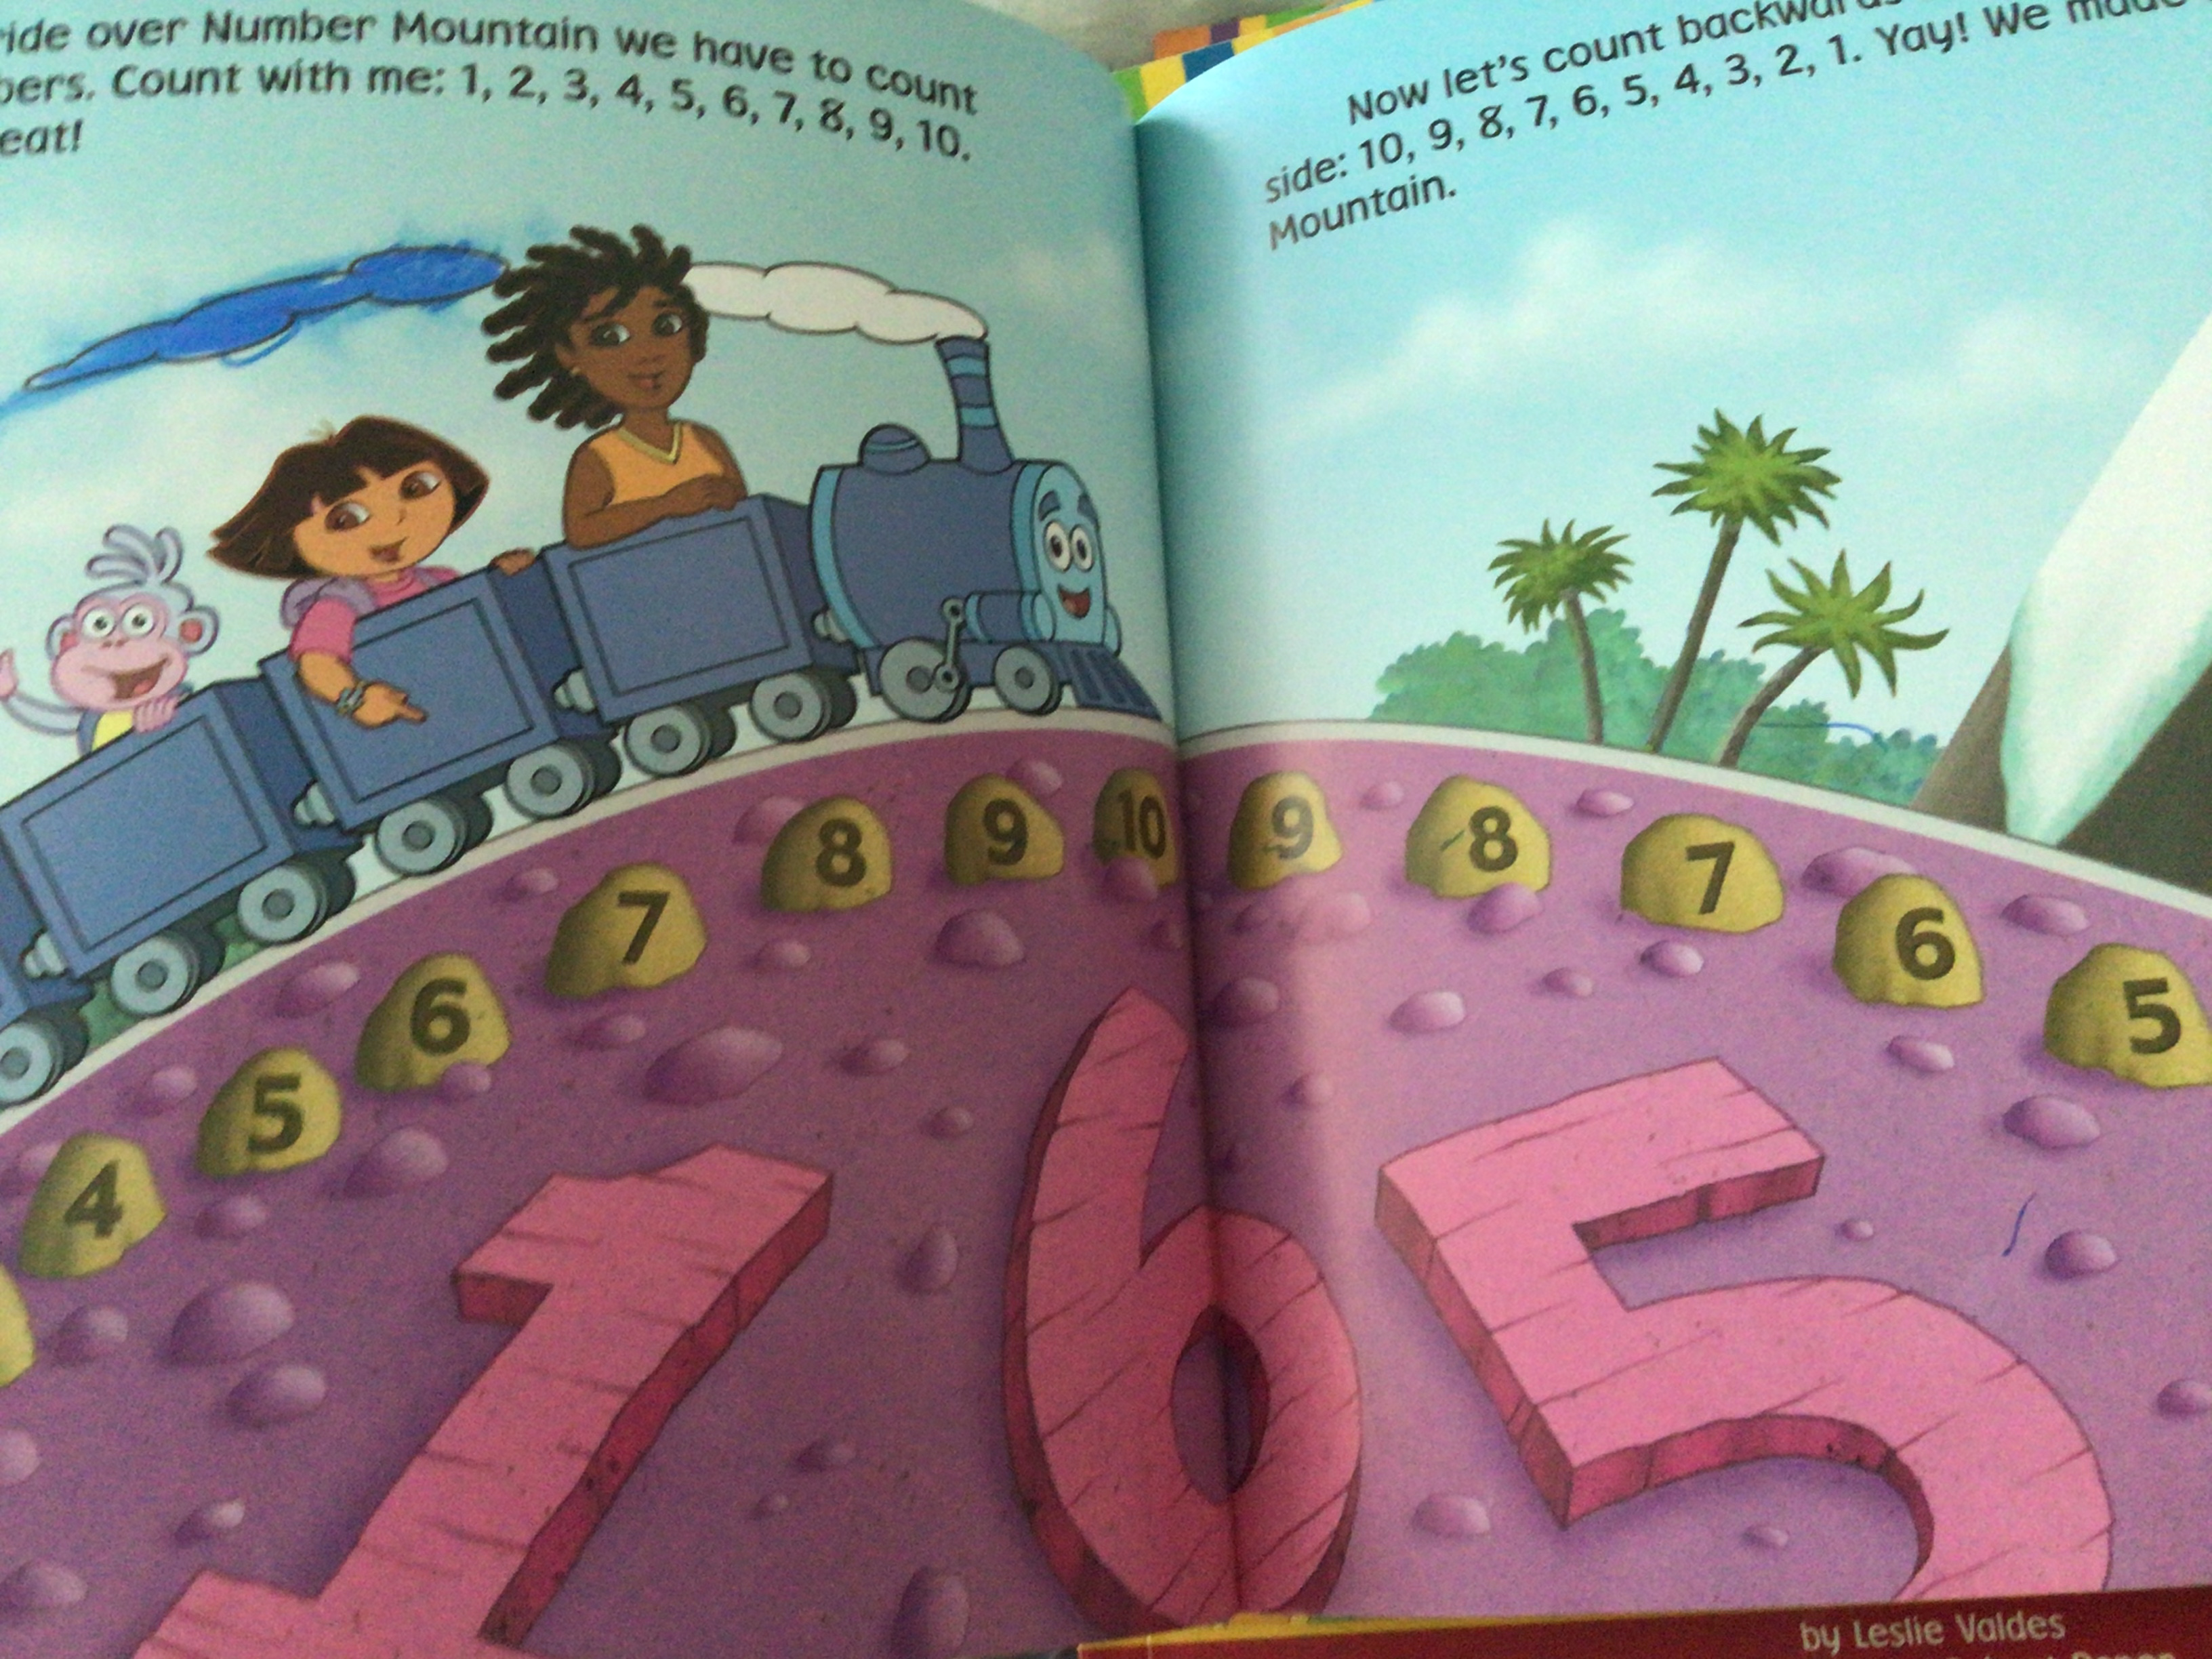 ride over Number Mountain we have to count
bers. Count with me: 1, 2, 3, 4, 5, 6, 7, 8, 9, 10.
eat!
Now let's count backwards
side: 10, 9, 8, 7, 6, 5, 4, 3, 2, 1. Yay! We made
Mountain.
4
5
6
7
8
9
10
9
8
7
6
5
1 6 5
by Leslie Valdes